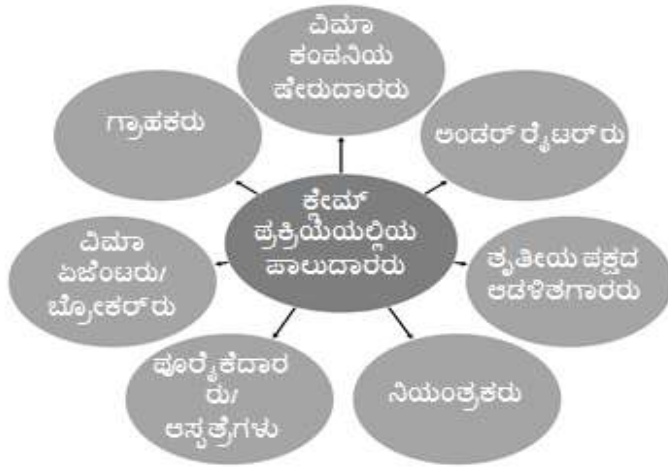 ವಿಮಾ
ಕಂಪನಿಯ
ಷೇರುದಾರರು
ಗ್ರಾಹಕರು
ಅಂಡರ್ ರೈಟರ್ ರು
ಕ್ಲೇಮ್
ಪ್ರಕ್ರಿಯೆಯಲ್ಲಿಯ
ಪಾಲುದಾರರು
ವಿಮಾ
ಏಜೆಂಟರು/
ಬ್ರೋಕರ್ ರು
ತೃತೀಯ ಪಕ್ಷದ
ಆಡಳಿತಗಾರರು
ಪೂರೈಕೆದಾರ
ರು/
ಆಸ್ಪತ್ರೆಗಳು
ನಿಯಂತ್ರಕರು